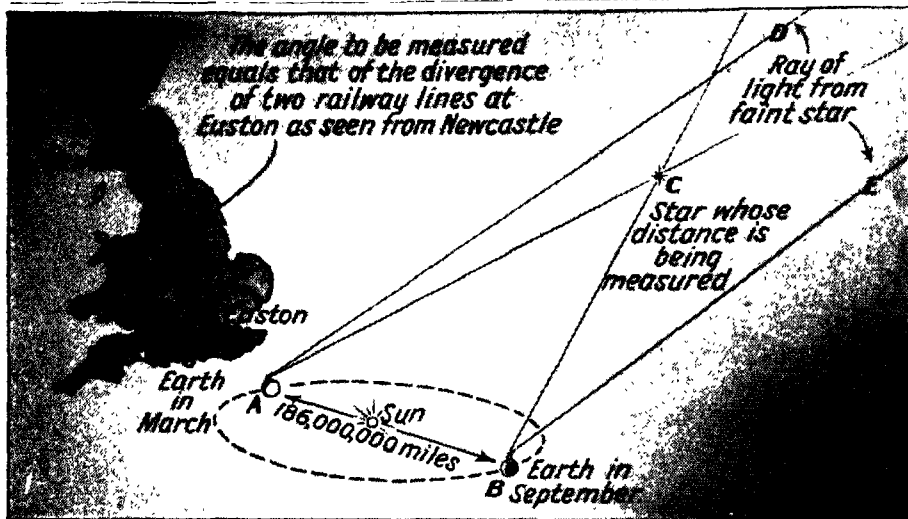 The angle to be measured
equals that of the divergence
of two railway lines at
Euston as seen from Newcastle
D
Ray of
light from
faint star
C
E
Star whose
distance is
being
measured
Euston
Earth
in
March
A
Sun
186,000,000 miles
B
Earth in
September